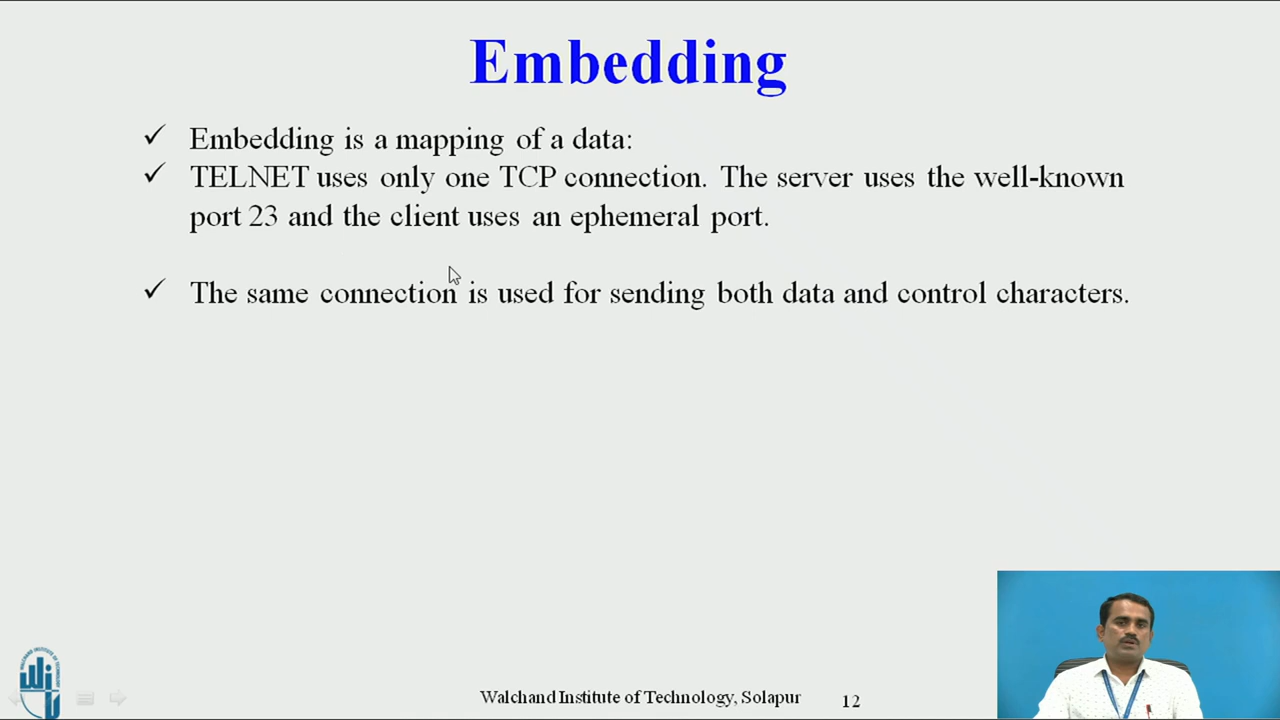 Embedding
✓ Embedding is a mapping of a data:
✓ TELNET uses only one TCP connection. The server uses the well-known
port 23 and the client uses an ephemeral port.
✓ The same connection is used for sending both data and control characters.
Walchand Institute of Technology, Solapur 12